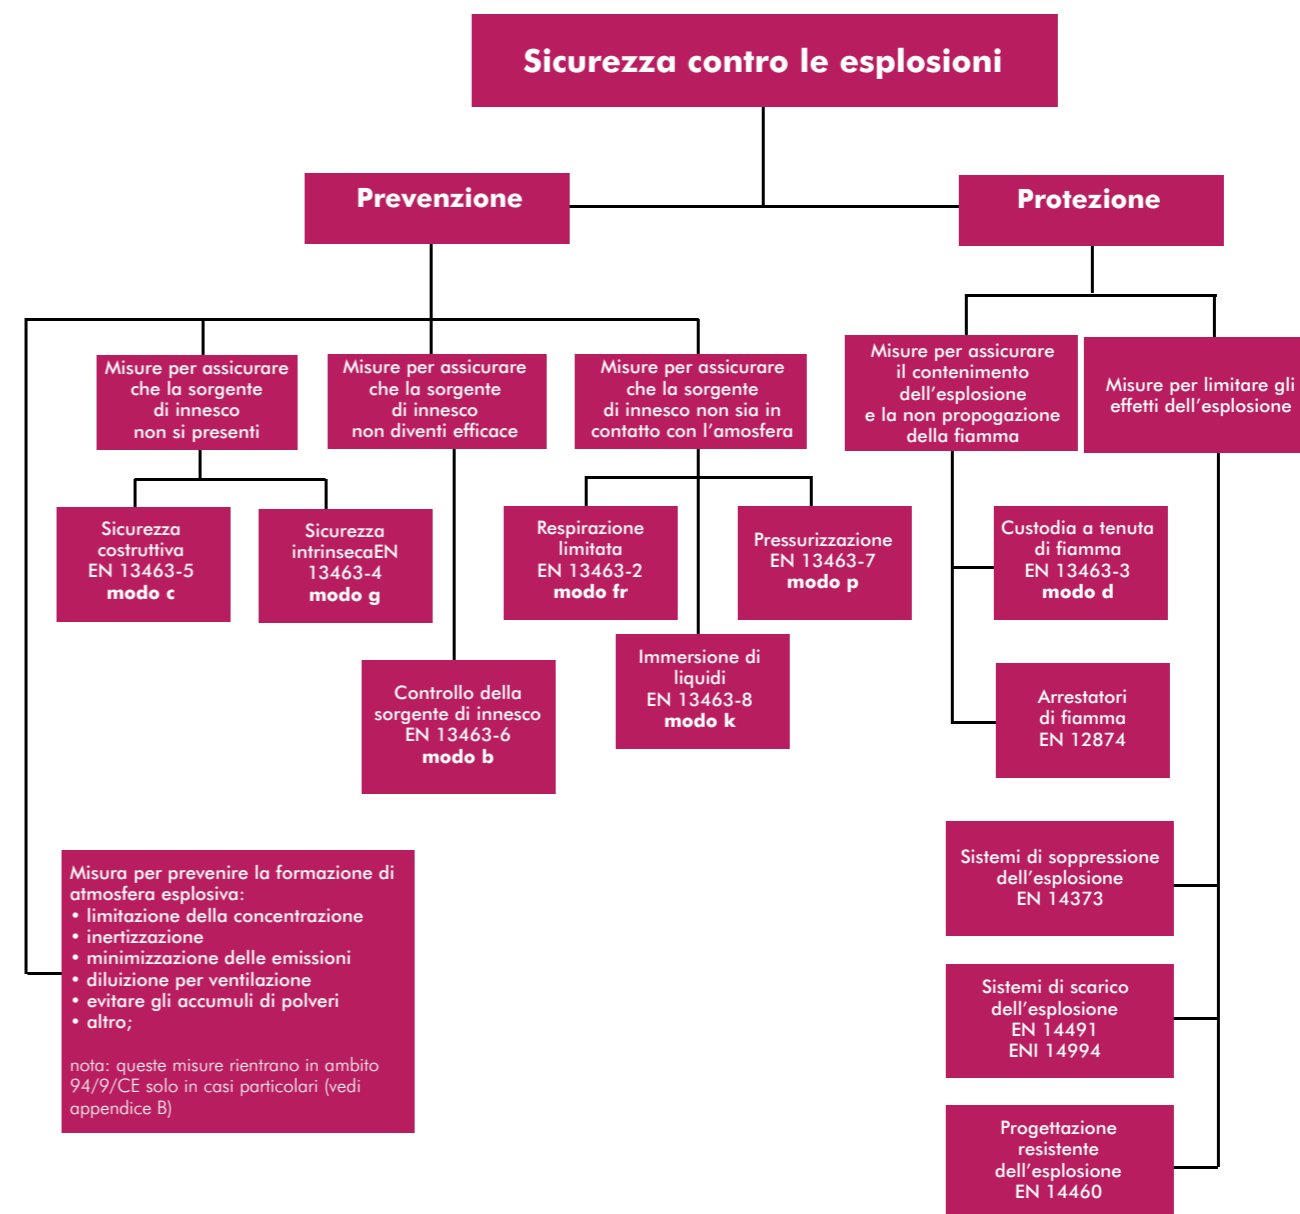 Sicurezza contro le esplosioni
Prevenzione
Protezione
Misure per assicurare
che la sorgente
di innesco
non si presenti
Misure per assicurare
che la sorgente
di innesco
non diventi efficace
Misure per assicurare
che la sorgente
di innesco non sia in
contatto con l'amosfera
Misure per assicurare
il contenimento
dell'esplosione
e la non propogazione
della fiamma
Misure per limitare gli
effetti dell'esplosione
Sicurezza
costruttiva
EN 13463-5
modo c
Sicurezza
intrinsecaEN
13463-4
modo g
Respirazione
limitata
EN 13463-2
modo fr
Pressurizzazione
EN 13463-7
modo p
Custodia a tenuta
di fiamma
EN 13463-3
modo d
Controllo della
sorgente di innesco
EN 13463-6
modo b
Immersione di
liquidi
EN 13463-8
modo k
Arrestatori
di fiamma
EN 12874
Misura per prevenire la formazione di
atmosfera esplosiva:
• limitazione della concentrazione
• inertizzazione
• minimizzazione delle emissioni
• diluizione per ventilazione
• evitare gli accumuli di polveri
• altro;
nota: queste misure rientrano in ambito
94/9/CE solo in casi particolari (vedi
appendice B)
Sistemi di soppressione
dell'esplosione
EN 14373
Sistemi di scarico
dell'esplosione
EN 14491
ENI 14994
Progettazione
resistente
dell'esplosione
EN 14460